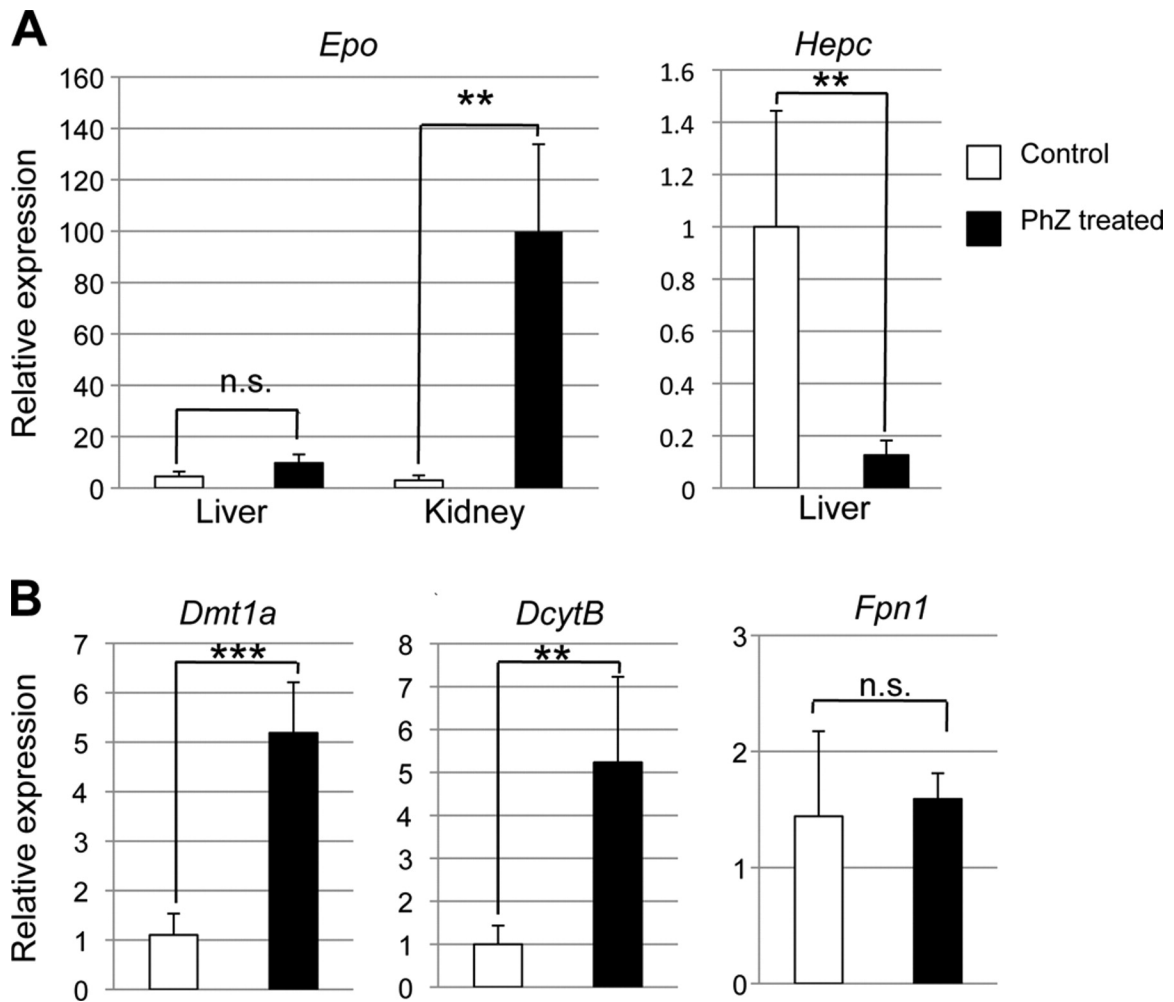 A
Epo
Hepc
Relative expression
160
140
120
100
80
60
40
20
0
n.s.
**
Liver
Kidney
1.6
1.4
1.2
1
0.8
0.6
0.4
0.2
0
**
Liver
Control
PhZ treated
B
Dmt1a
DcytB
Fpn1
Relative expression
7
6
5
4
3
2
1
0
***
8
7
6
5
4
3
2
1
0
**
3
2
1
0
n.s.